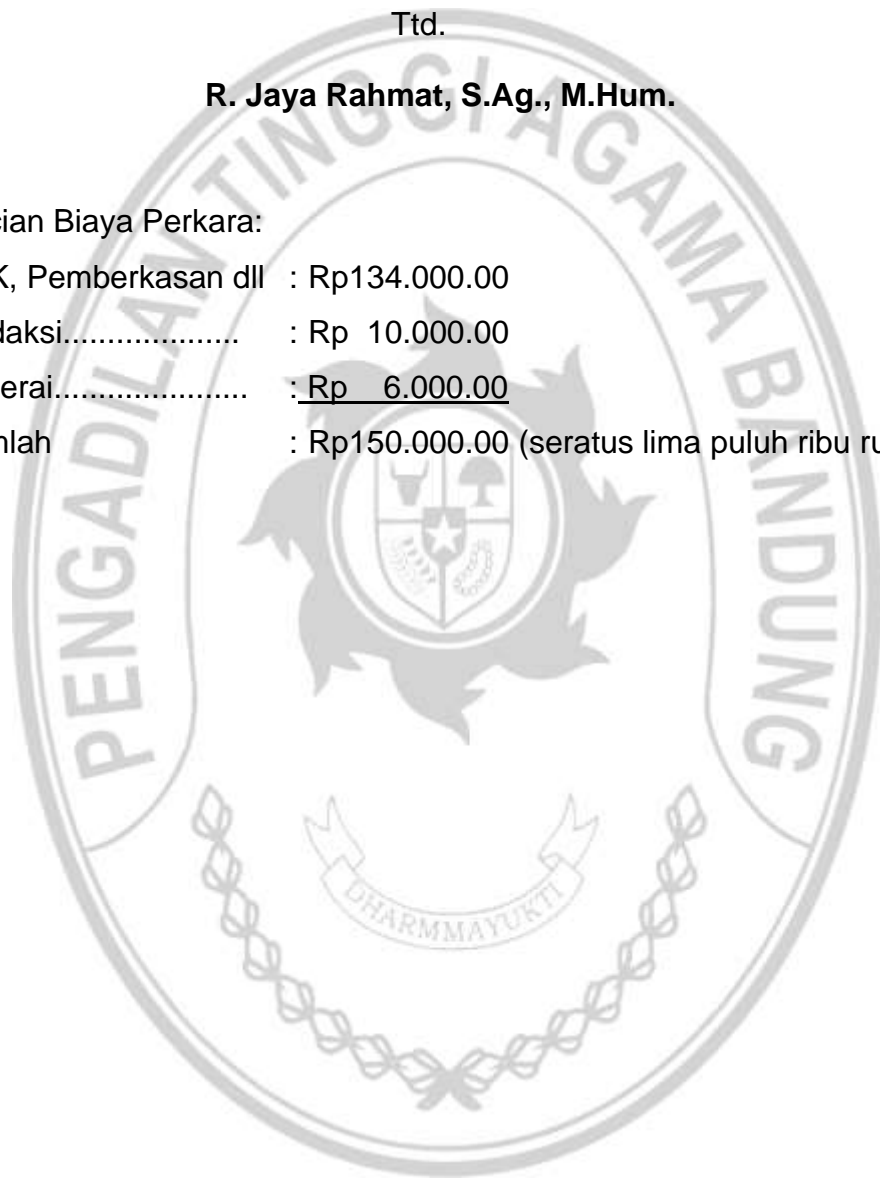 Ttd.
R. Jaya Rahmat, S.Ag., M.Hum.
cian Biaya Perkara:
K, Pemberkasan dll : Rp134.000.00
daksi.................... : Rp 10.000.00
erai...................... : Rp 6.000.00
nlah : Rp150.000.00 (seratus lima puluh ribu ru
PENGADILAN TINGGI AGAMA BANDUNG
DHARMMAYUKTI